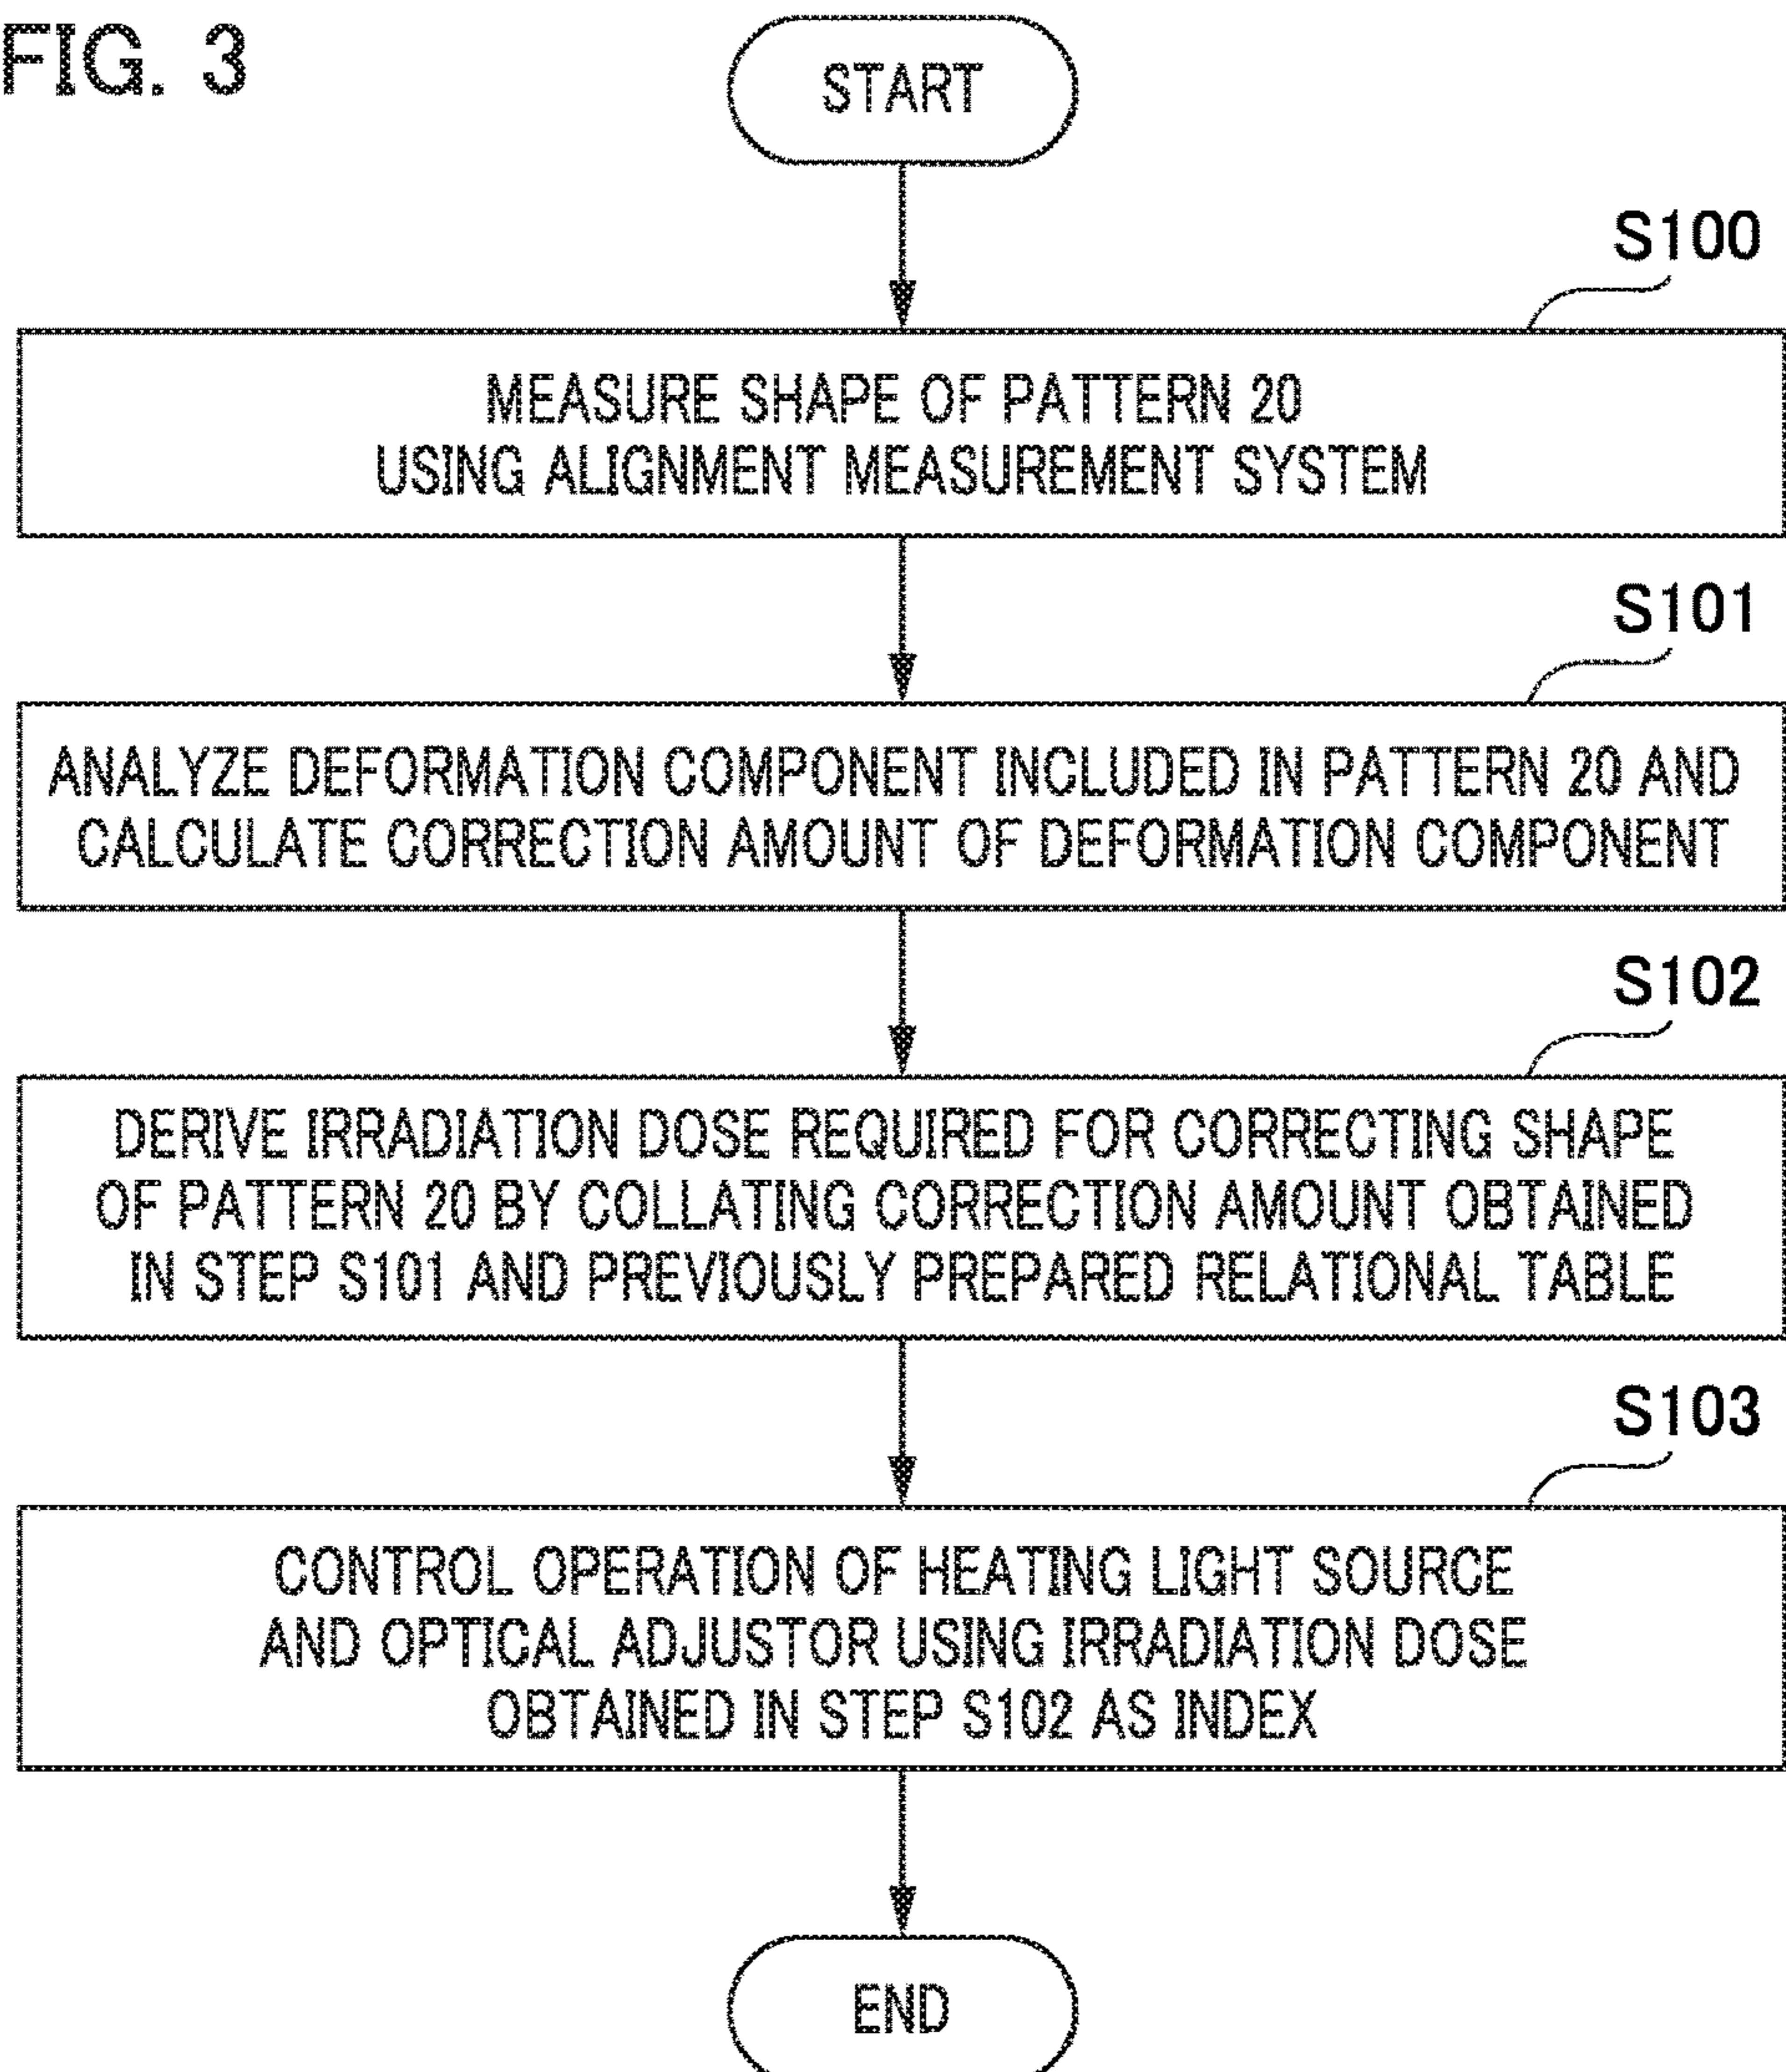 FIG. 3
START
S100
MEASURE SHAPE OF PATTERN 20
USING ALIGNMENT MEASUREMENT SYSTEM
S101
ANALYZE DEFORMATION COMPONENT INCLUDED IN PATTERN 20 AND
CALCULATE CORRECTION AMOUNT OF DEFORMATION COMPONENT
S102
DERIVE IRRADIATION DOSE REQUIRED FOR CORRECTING SHAPE
OF PATTERN 20 BY COLLATING CORRECTION AMOUNT OBTAINED
IN STEP S101 AND PREVIOUSLY PREPARED RELATIONAL TABLE
S103
CONTROL OPERATION OF HEATING LIGHT SOURCE
AND OPTICAL ADJUSTOR USING IRRADIATION DOSE
OBTAINED IN STEP S102 AS INDEX
END